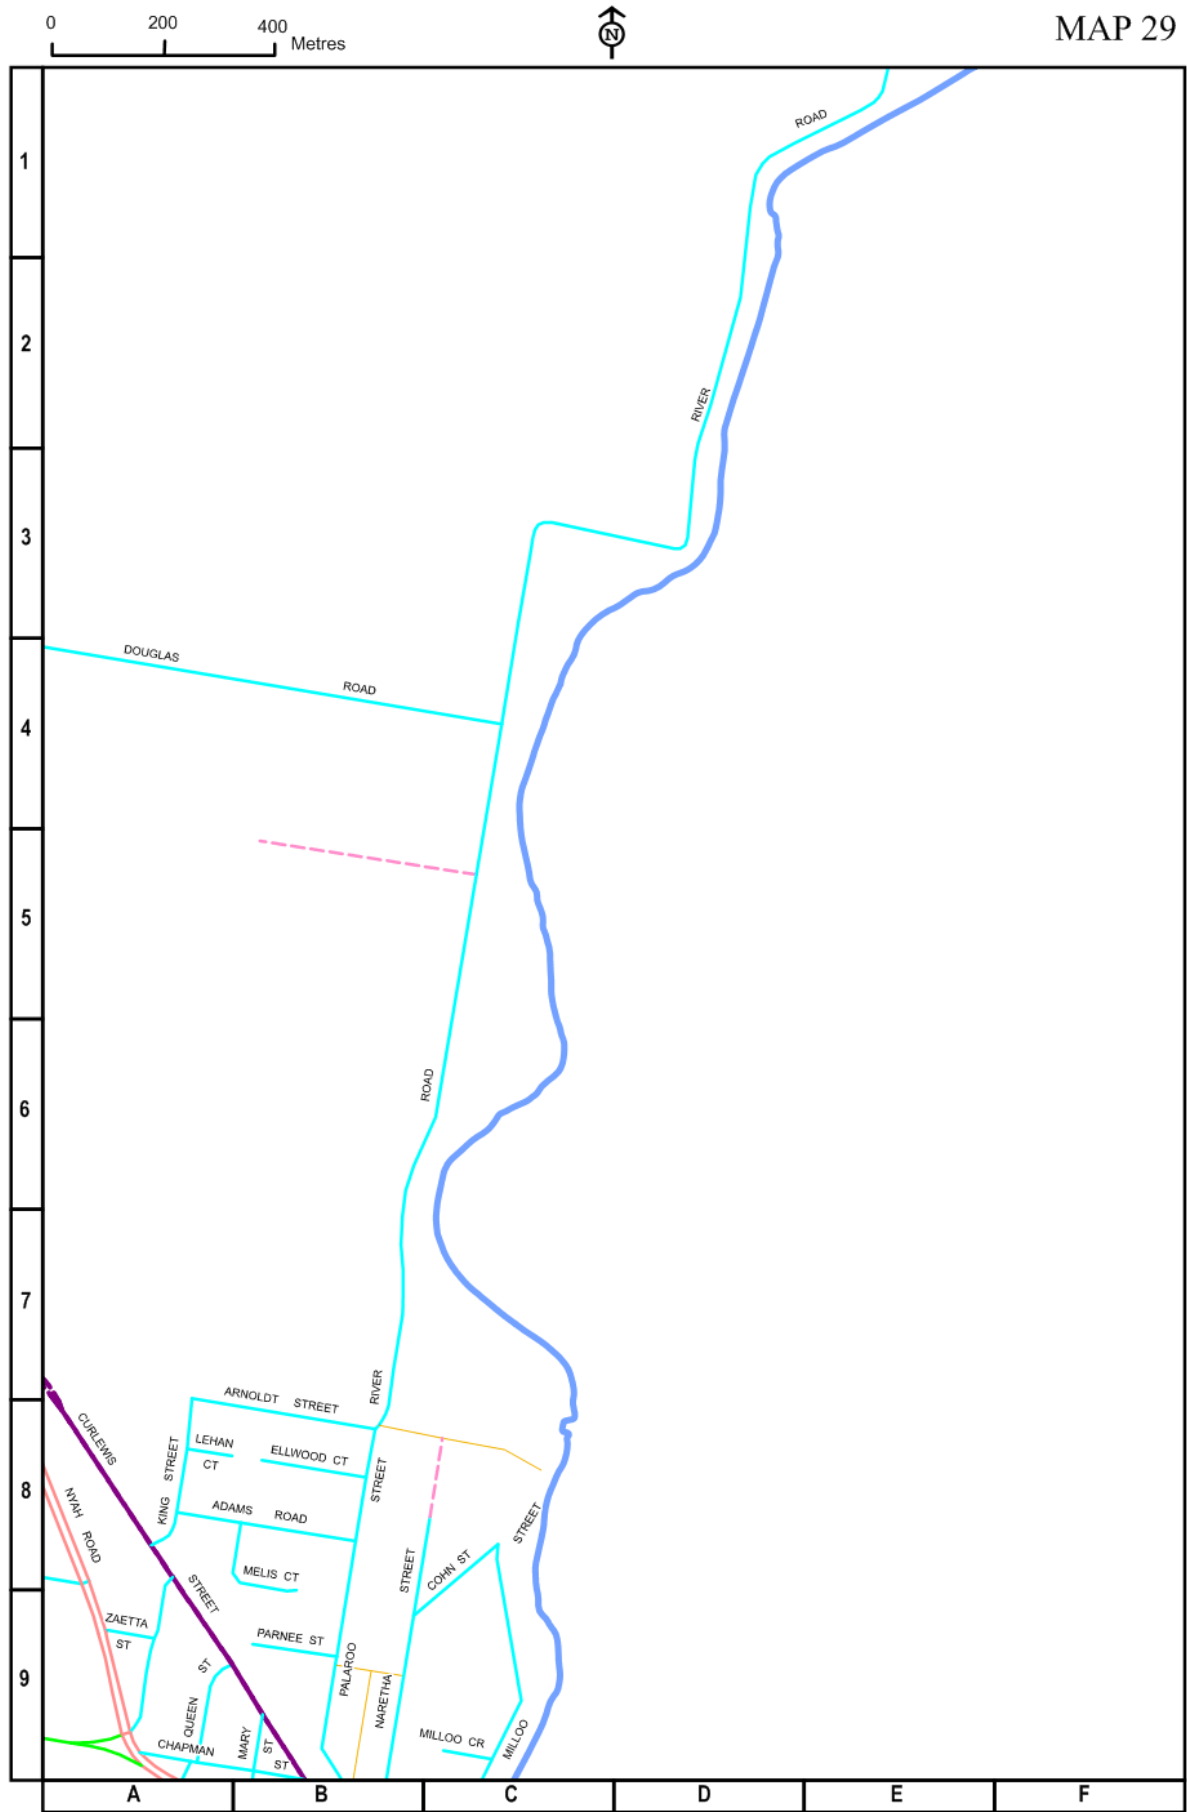 0 200 400 Metres
N
MAP 29
ROAD
1
2
RIVER
3
DOUGLAS
ROAD
4
5
ROAD
6
7
RIVER
ARNOLDT STREET
CURLEWIS
LEHAN
CT
ELLWOOD CT
STREET
STREET
8
NYAH
ROAD
KING
ADAMS ROAD
STREET
STREET
COHN ST
MELIS CT
STREET
ZAETTA
ST
PARNEE ST
ST
PALAROO
9
NARETHA
QUEEN
MARY
ST
CHAPMAN
ST
MILLOO CR
MILLOO
A B C D E F